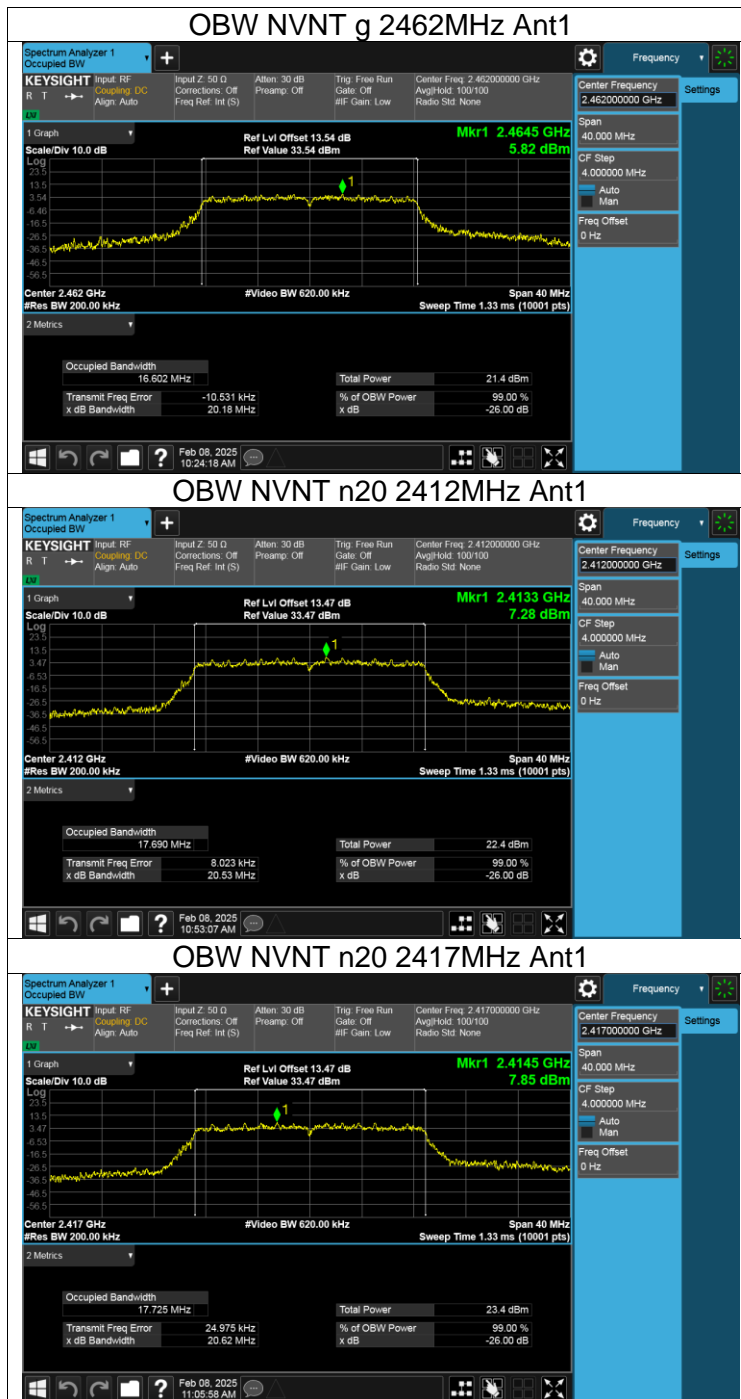 OBW NVNT g 2462MHz Ant1
Spectrum Analyzer 1
Occupied BW
+
Frequency
KEYSIGHT Input: RF Input Z: 50 Ω Atten: 30 dB Trig: Free Run Center Freq: 2.462000000 GHz
R T Coupling: DC Corrections: Off Preamp: Off Gate: Off Avg|Hold: 100/100
Align: Auto Freq Ref: Int (S) #IF Gain: Low Radio Std: None
LXI
Center Frequency
2.462000000 GHz
Settings
Span
40.000 MHz
CF Step
4.000000 MHz
Auto
Man
Freq Offset
0 Hz
1 Graph
Ref Lvl Offset 13.54 dB Mkr1 2.4645 GHz
Scale/Div 10.0 dB Ref Value 33.54 dBm 5.82 dBm
Log
23.5
13.5
3.54
-6.46
-16.5
-26.5
-36.5
-46.5
-56.5
1
Center 2.462 GHz #Video BW 620.00 kHz Span 40 MHz
#Res BW 200.00 kHz Sweep Time 1.33 ms (10001 pts)
2 Metrics
Occupied Bandwidth
16.602 MHz Total Power 21.4 dBm
Transmit Freq Error -10.531 kHz % of OBW Power 99.00 %
x dB Bandwidth 20.18 MHz x dB -26.00 dB
? Feb 08, 2025
10:24:18 AM
OBW NVNT n20 2412MHz Ant1
Spectrum Analyzer 1
Occupied BW
+
Frequency
KEYSIGHT Input: RF Input Z: 50 Ω Atten: 30 dB Trig: Free Run Center Freq: 2.412000000 GHz
R T Coupling: DC Corrections: Off Preamp: Off Gate: Off Avg|Hold: 100/100
Align: Auto Freq Ref: Int (S) #IF Gain: Low Radio Std: None
LXI
Center Frequency
2.412000000 GHz
Settings
Span
40.000 MHz
CF Step
4.000000 MHz
Auto
Man
Freq Offset
0 Hz
1 Graph
Ref Lvl Offset 13.47 dB Mkr1 2.4133 GHz
Scale/Div 10.0 dB Ref Value 33.47 dBm 7.28 dBm
Log
23.5
13.5
3.47
-6.53
-16.5
-26.5
-36.5
-46.5
-56.5
1
Center 2.412 GHz #Video BW 620.00 kHz Span 40 MHz
#Res BW 200.00 kHz Sweep Time 1.33 ms (10001 pts)
2 Metrics
Occupied Bandwidth
17.690 MHz Total Power 22.4 dBm
Transmit Freq Error 8.023 kHz % of OBW Power 99.00 %
x dB Bandwidth 20.53 MHz x dB -26.00 dB
? Feb 08, 2025
10:53:07 AM
OBW NVNT n20 2417MHz Ant1
Spectrum Analyzer 1
Occupied BW
+
Frequency
KEYSIGHT Input: RF Input Z: 50 Ω Atten: 30 dB Trig: Free Run Center Freq: 2.417000000 GHz
R T Coupling: DC Corrections: Off Preamp: Off Gate: Off Avg|Hold: 100/100
Align: Auto Freq Ref: Int (S) #IF Gain: Low Radio Std: None
LXI
Center Frequency
2.417000000 GHz
Settings
Span
40.000 MHz
CF Step
4.000000 MHz
Auto
Man
Freq Offset
0 Hz
1 Graph
Ref Lvl Offset 13.47 dB Mkr1 2.4145 GHz
Scale/Div 10.0 dB Ref Value 33.47 dBm 7.85 dBm
Log
23.5
13.5
3.47
-6.53
-16.5
-26.5
-36.5
-46.5
-56.5
1
Center 2.417 GHz #Video BW 620.00 kHz Span 40 MHz
#Res BW 200.00 kHz Sweep Time 1.33 ms (10001 pts)
2 Metrics
Occupied Bandwidth
17.725 MHz Total Power 23.4 dBm
Transmit Freq Error 24.975 kHz % of OBW Power 99.00 %
x dB Bandwidth 20.62 MHz x dB -26.00 dB
? Feb 08, 2025
11:05:58 AM